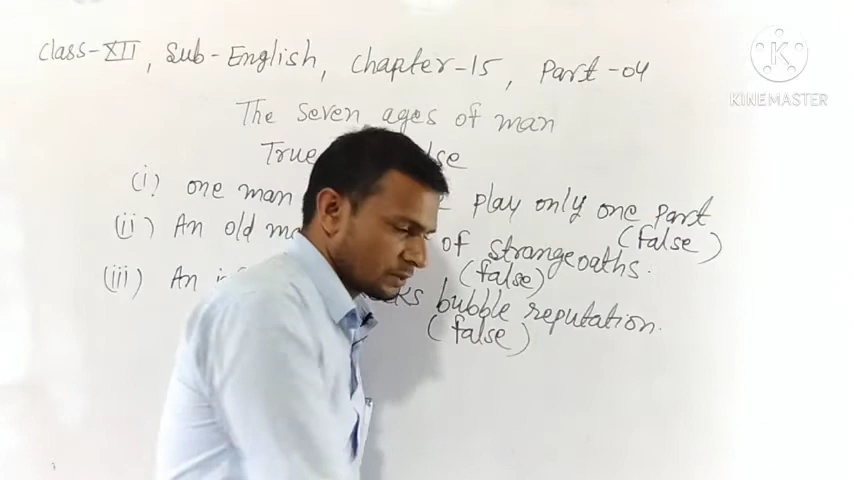 Class-XII, Sub-English, Chapter-15, Part-04
The Seven ages of man
True
(i) one man play only one part
(false)
(ii) An old of strange oaths.
(false)
(iii) An bubble reputation.
(false)
KINEMASTER